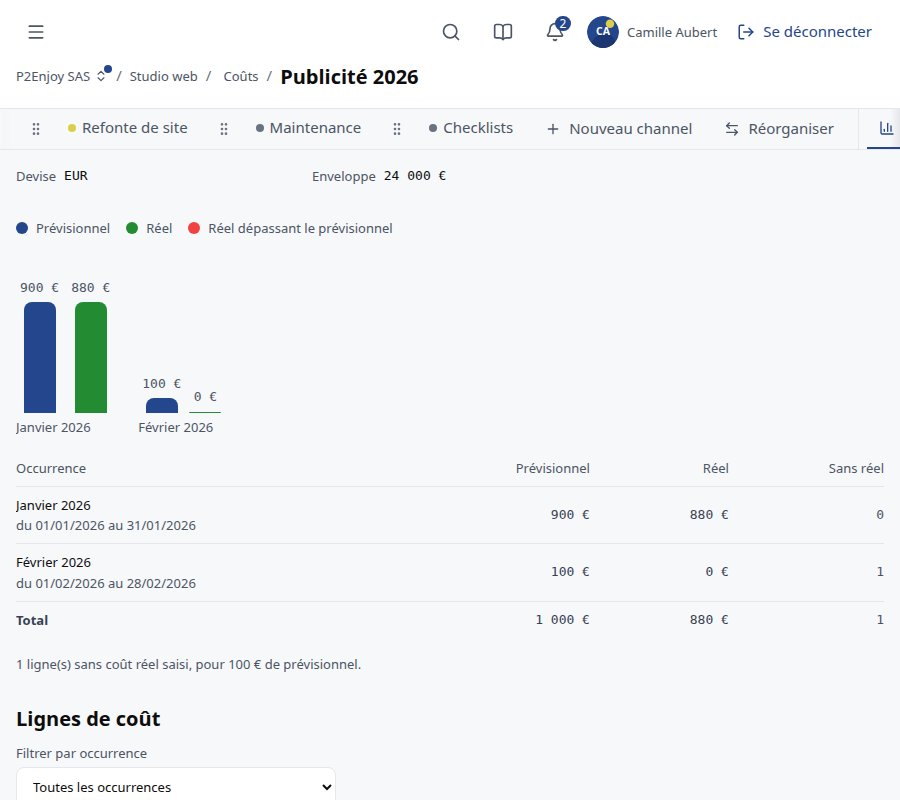 2
CA Camille Aubert Se déconnecter
P2Enjoy SAS / Studio web / Coûts / Publicité 2026
Refonte de site Maintenance Checklists Nouveau channel Réorganiser
Devise EUR Enveloppe 24 000 €
Prévisionnel Réel Réel dépassant le prévisionnel
900 € 880 €
100 €
0 €
Janvier 2026 Février 2026
Occurrence Prévisionnel Réel Sans réel
Janvier 2026
du 01/01/2026 au 31/01/2026
900 € 880 € 0
Février 2026
du 01/02/2026 au 28/02/2026
100 € 0 € 1
Total 1 000 € 880 € 1
1 ligne(s) sans coût réel saisi, pour 100 € de prévisionnel.
Lignes de coût
Filtrer par occurrence
Toutes les occurrences